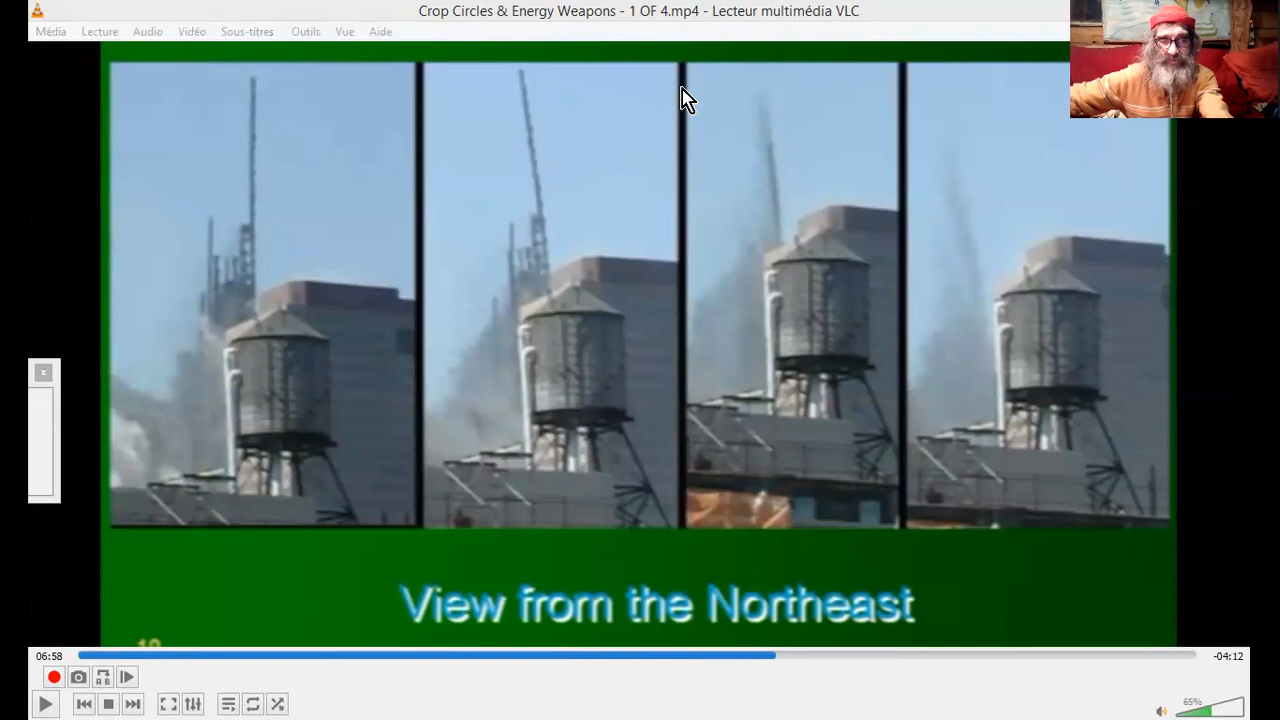 Crop Circles & Energy Weapons - 1 OF 4.mp4 - Lecteur multimédia VLC
Média Lecture Audio Vidéo Sous-titres Outils Vue Aide
x
View from the Northeast
06:58
-04:12
A B
65%